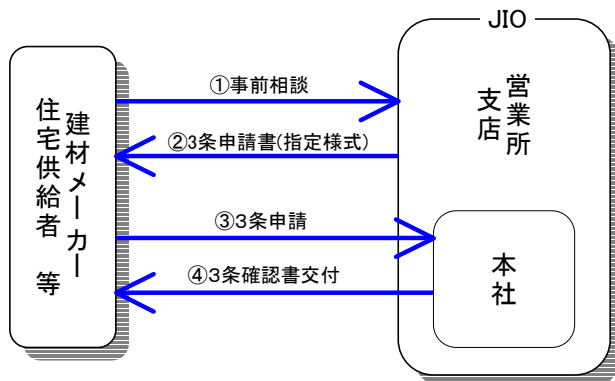 JIO
建材メーカー
住宅供給者　等
①事前相談
営業所
支店
②3条申請書(指定様式)
③3条申請
本社
④3条確認書交付